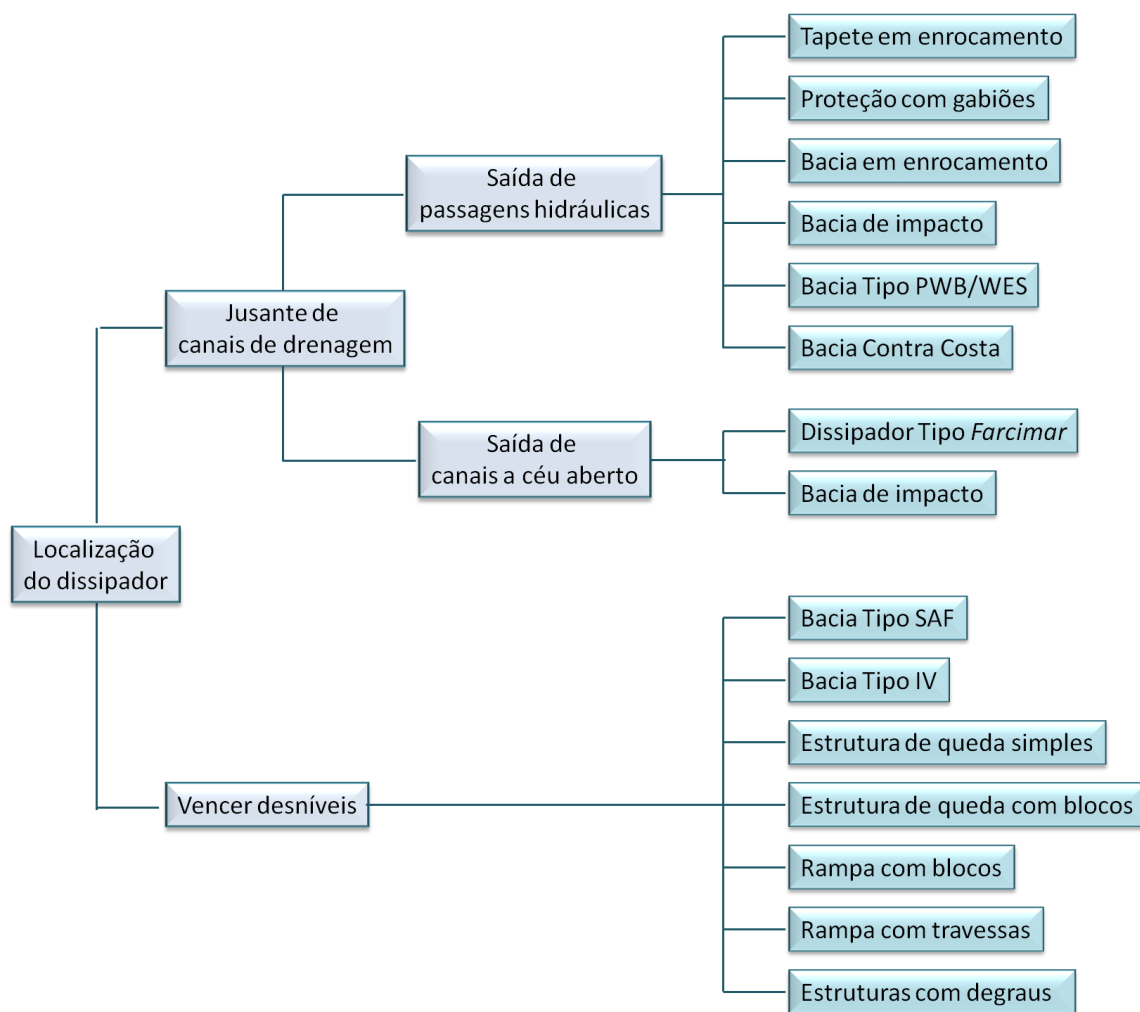 Tapete em enrocamento
Proteção com gabiões
Bacia em enrocamento
Saída de
passagens hidráulicas
Bacia de impacto
Bacia Tipo PWB/WES
Jusante de
canais de drenagem
Bacia Contra Costa
Dissipador Tipo Farcimar
Saída de
canais a céu aberto
Bacia de impacto
Localização
do dissipador
Bacia Tipo SAF
Bacia Tipo IV
Estrutura de queda simples
Vencer desníveis
Estrutura de queda com blocos
Rampa com blocos
Rampa com travessas
Estruturas com degraus